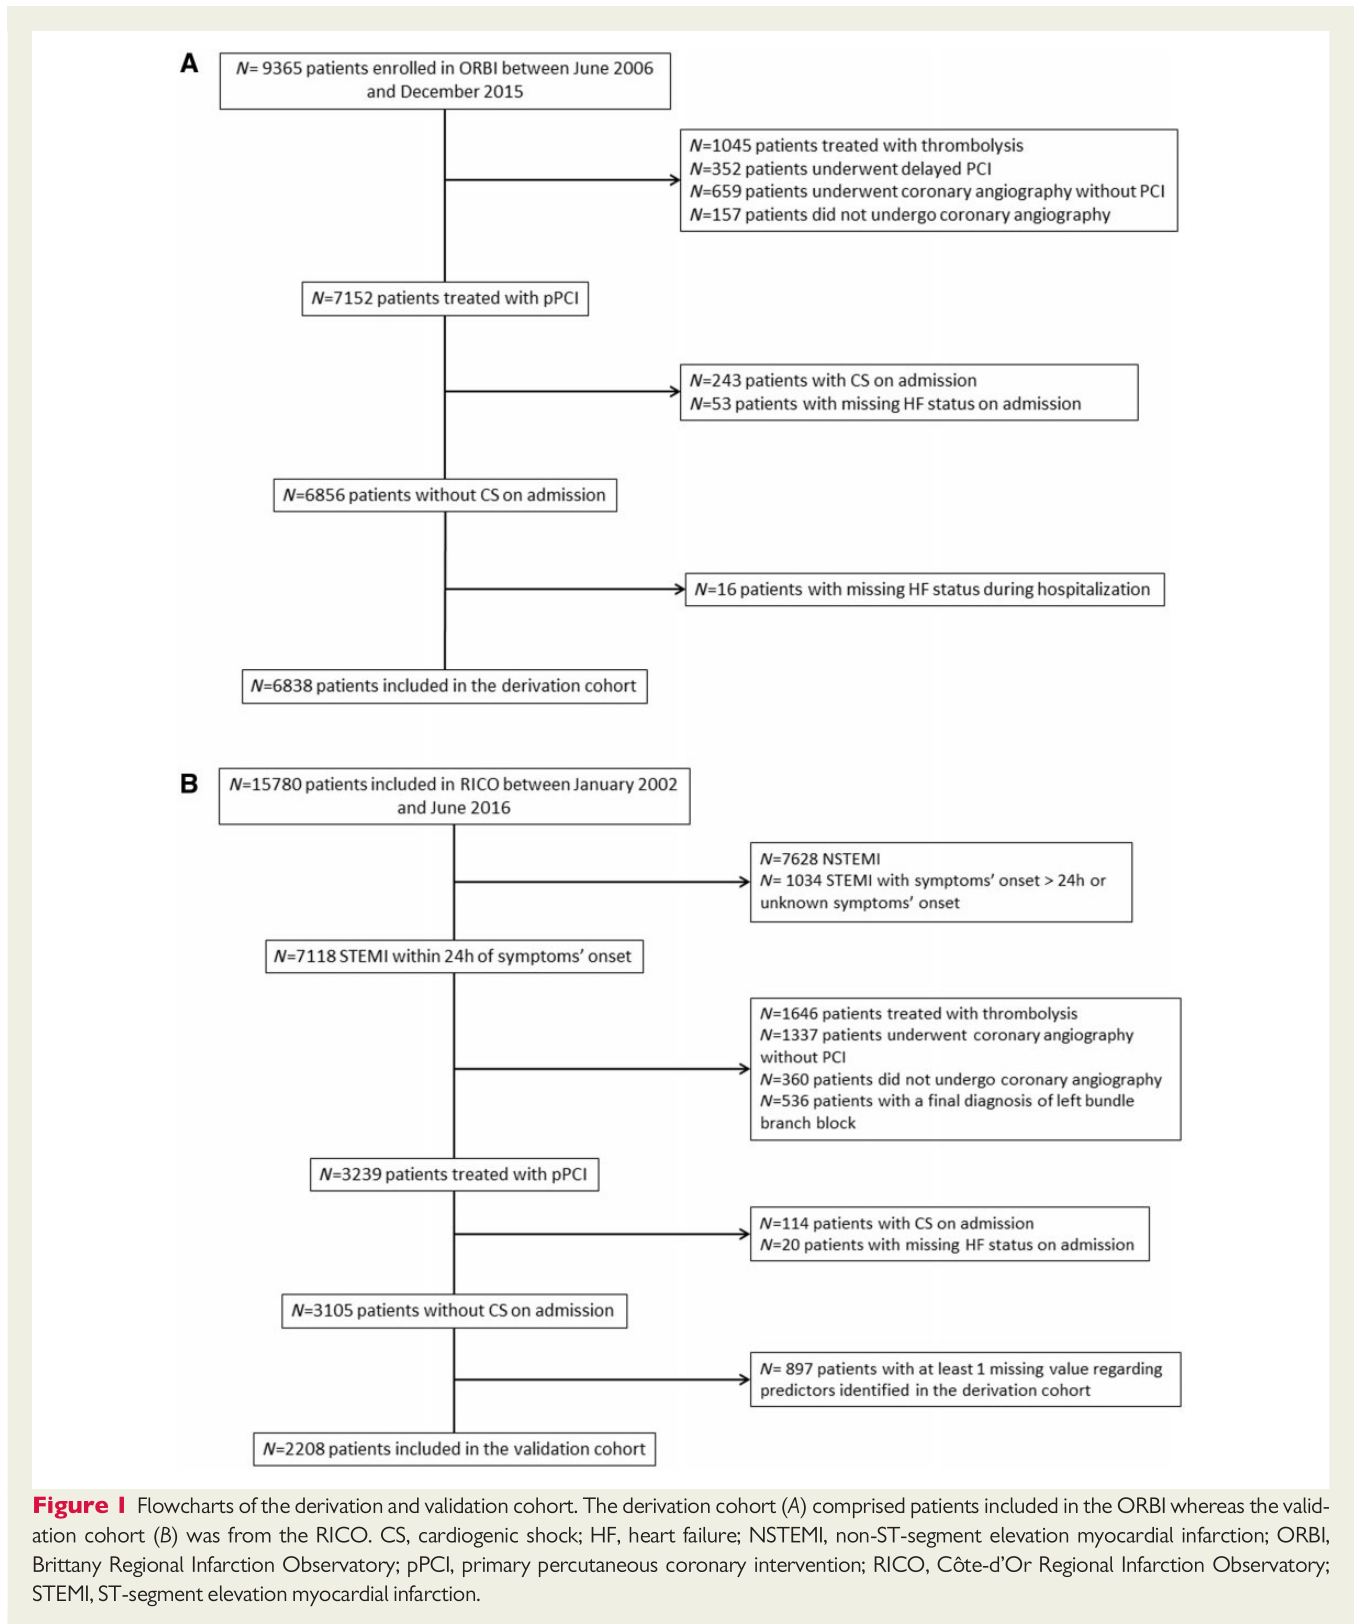 A
N= 9365 patients enrolled in ORBI between June 2006
and December 2015
N=1045 patients treated with thrombolysis
N=352 patients underwent delayed PCI
N=659 patients underwent coronary angiography without PCI
N=157 patients did not undergo coronary angiography
N=7152 patients treated with pPCI
N=243 patients with CS on admission
N=53 patients with missing HF status on admission
N=6856 patients without CS on admission
N=16 patients with missing HF status during hospitalization
N=6838 patients included in the derivation cohort
B
N=15780 patients included in RICO between January 2002
and June 2016
N=7628 NSTEMI
N= 1034 STEMI with symptoms’ onset > 24h or
unknown symptoms’ onset
N=7118 STEMI within 24h of symptoms’ onset
N=1646 patients treated with thrombolysis
N=1337 patients underwent coronary angiography
without PCI
N=360 patients did not undergo coronary angiography
N=536 patients with a final diagnosis of left bundle
branch block
N=3239 patients treated with pPCI
N=114 patients with CS on admission
N=20 patients with missing HF status on admission
N=3105 patients without CS on admission
N= 897 patients with at least 1 missing value regarding
predictors identified in the derivation cohort
N=2208 patients included in the validation cohort
Figure 1 Flowcharts of the derivation and validation cohort. The derivation cohort (A) comprised patients included in the ORBI whereas the valid-
ation cohort (B) was from the RICO. CS, cardiogenic shock; HF, heart failure; NSTEMI, non-ST-segment elevation myocardial infarction; ORBI,
Brittany Regional Infarction Observatory; pPCI, primary percutaneous coronary intervention; RICO, Côte-d’Or Regional Infarction Observatory;
STEMI, ST-segment elevation myocardial infarction.